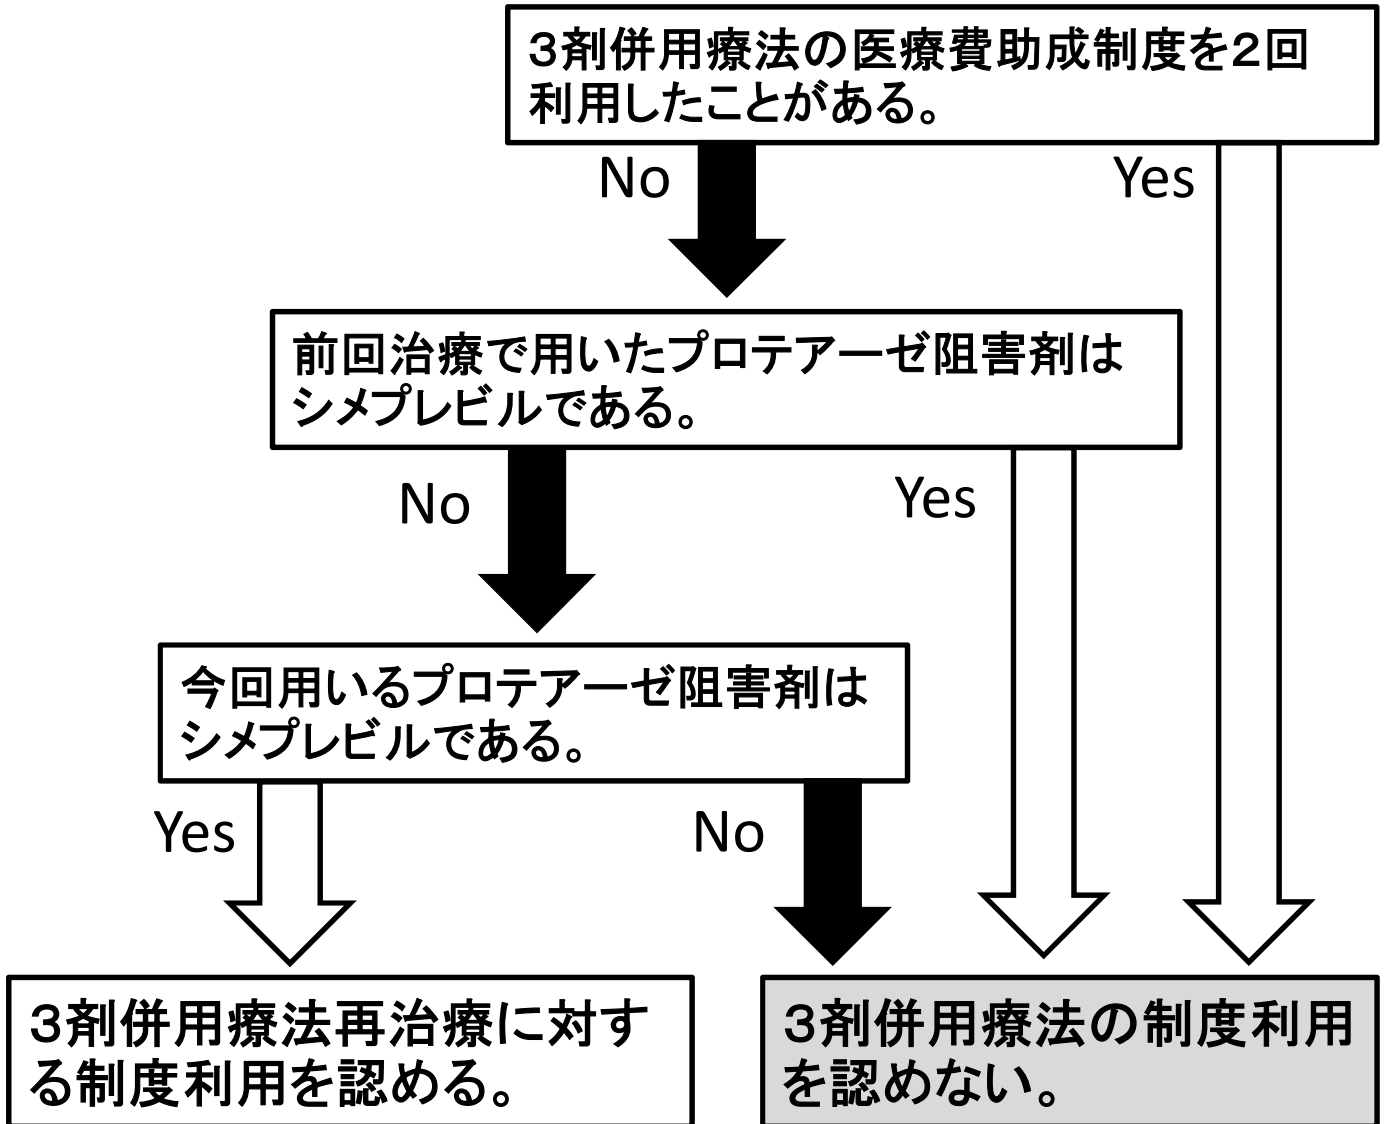 3剤併用療法の医療費助成制度を2回
利用したことがある。
No
Yes
前回治療で用いたプロテアーゼ阻害剤は
シメプレビルである。
No
Yes
今回用いるプロテアーゼ阻害剤は
シメプレビルである。
Yes
No
3剤併用療法再治療に対す
る制度利用を認める。
3剤併用療法の制度利用
を認めない。